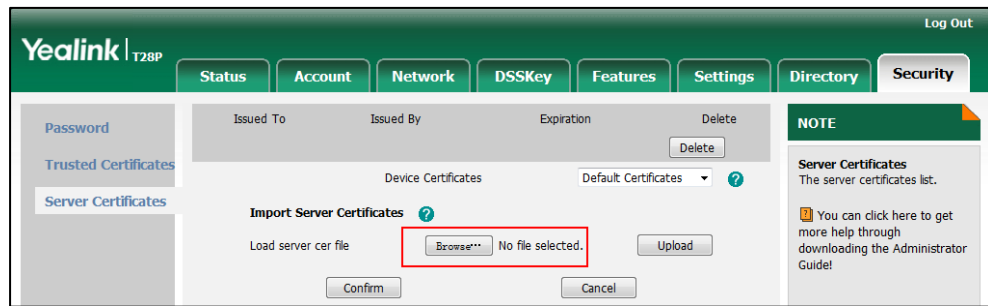 Log Out
Yealink | T28P
Status Account Network DSSKey Features Settings Directory Security
Password
Trusted Certificates
Server Certificates
Issued To Issued By Expiration Delete
Delete
Device Certificates Default Certificates ?
Import Server Certificates ?
Load server cer file Browse... No file selected. Upload
Confirm Cancel
NOTE
Server Certificates
The server certificates list.
? You can click here to get
more help through
downloading the Administrator
Guide!